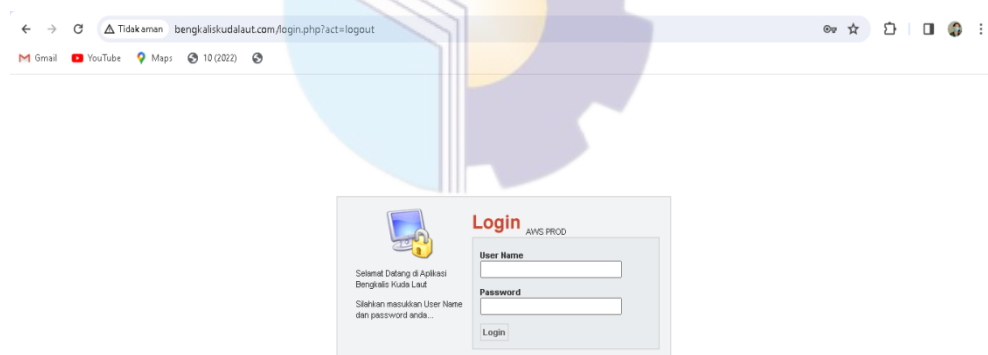 Tidak aman bengkaliskudalaut.com/login.php?act=logout
Gmail YouTube Maps 10 (2022)
Login AWS PROD
User Name
Selamat Datang di Aplikasi
Bengkalis Kuda Laut
Password
Silahkan masukkan User Name
dan password anda...
Login